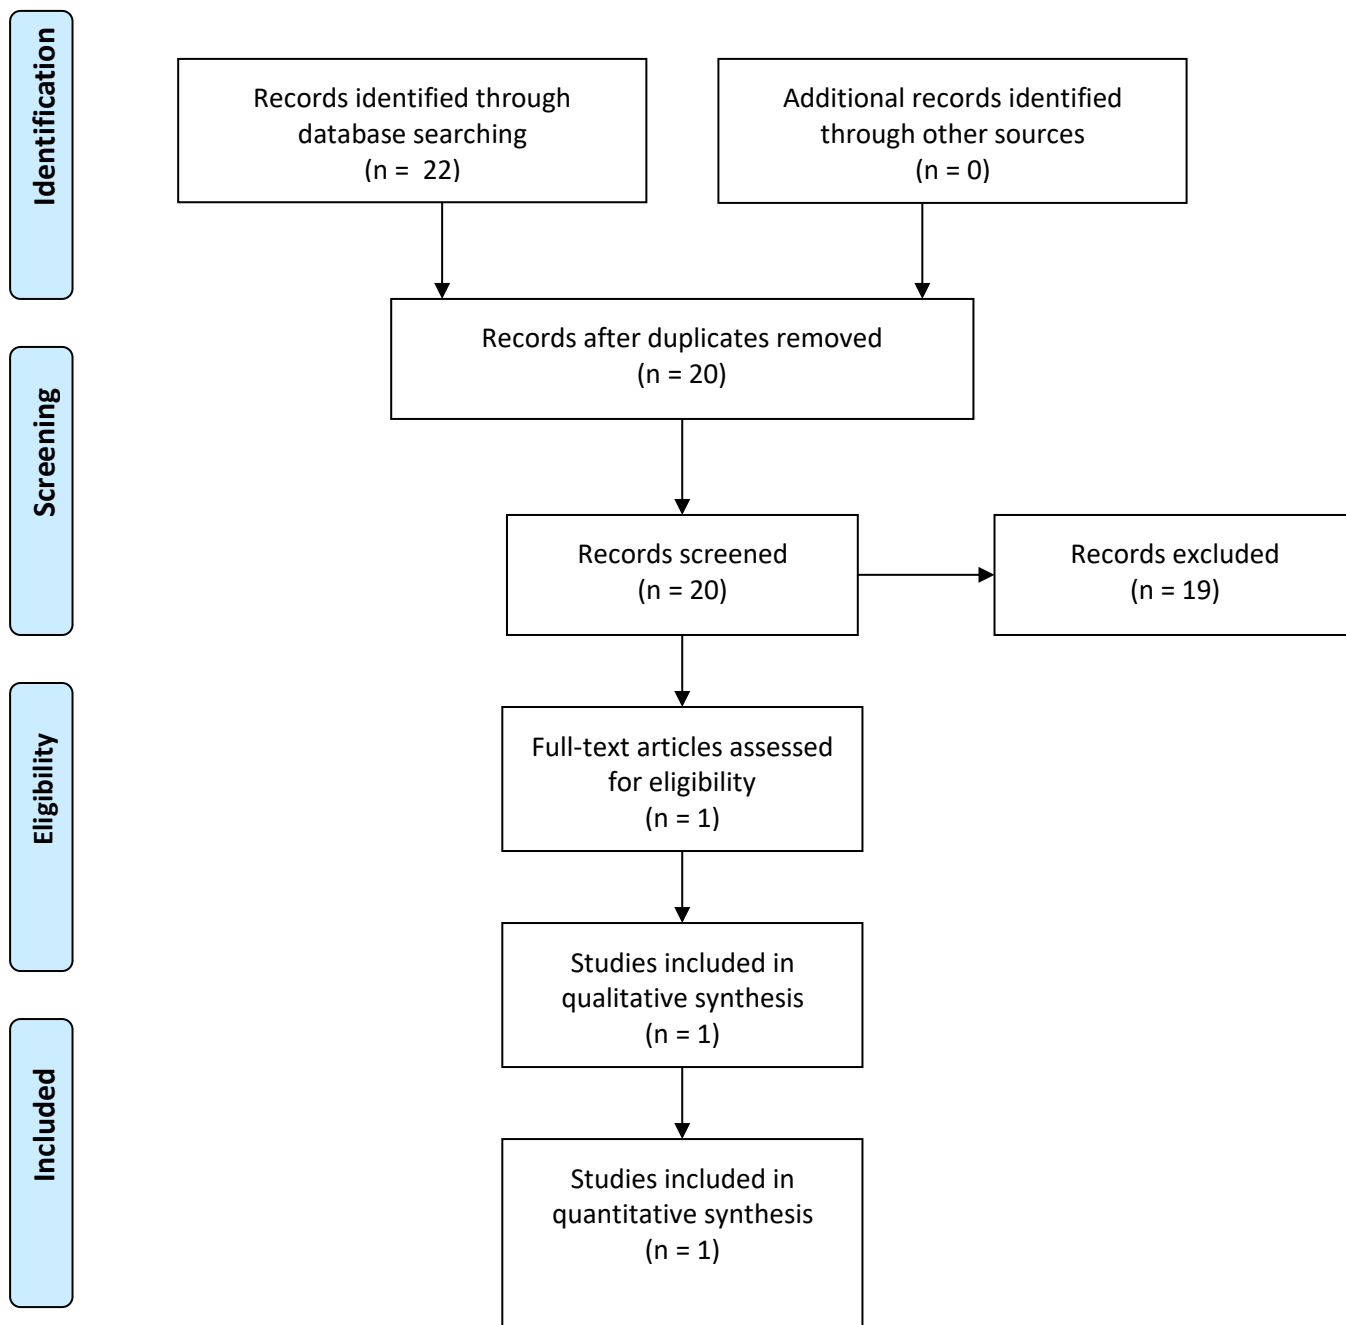 Identification
Records identified through
database searching
(n =  22)
Additional records identified
through other sources
(n = 0)
Records after duplicates removed
(n = 20)
Screening
Records screened
(n = 20)
Records excluded
(n = 19)
Eligibility
Full-text articles assessed
for eligibility
(n = 1)
Studies included in
qualitative synthesis
(n = 1)
Included
Studies included in
quantitative synthesis
(n = 1)